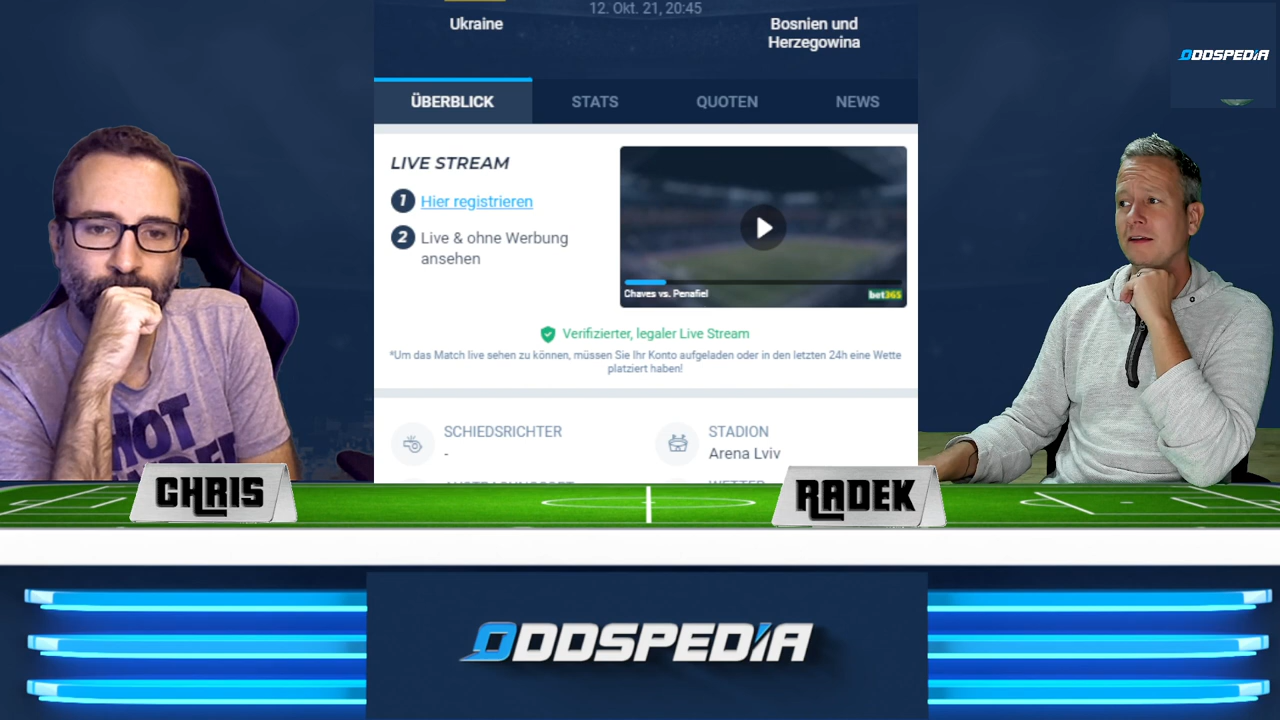 12. Okt. 21, 20:45
Ukraine
Bosnien und
Herzegowina
ODDSPEDIA
ÜBERBLICK
STATS
QUOTEN
NEWS
LIVE STREAM
1 Hier registrieren
2 Live & ohne Werbung
ansehen
Chaves vs. Penafiel
bet365
Verifizierter, legaler Live Stream
*Um das Match live sehen zu können, müssen Sie Ihr Konto aufgeladen oder in den letzten 24h eine Wette
platziert haben!
SCHIEDSRICHTER
-
STADION
Arena Lviv
HOT
CHRIS
RADEK
ODDSPEDIA